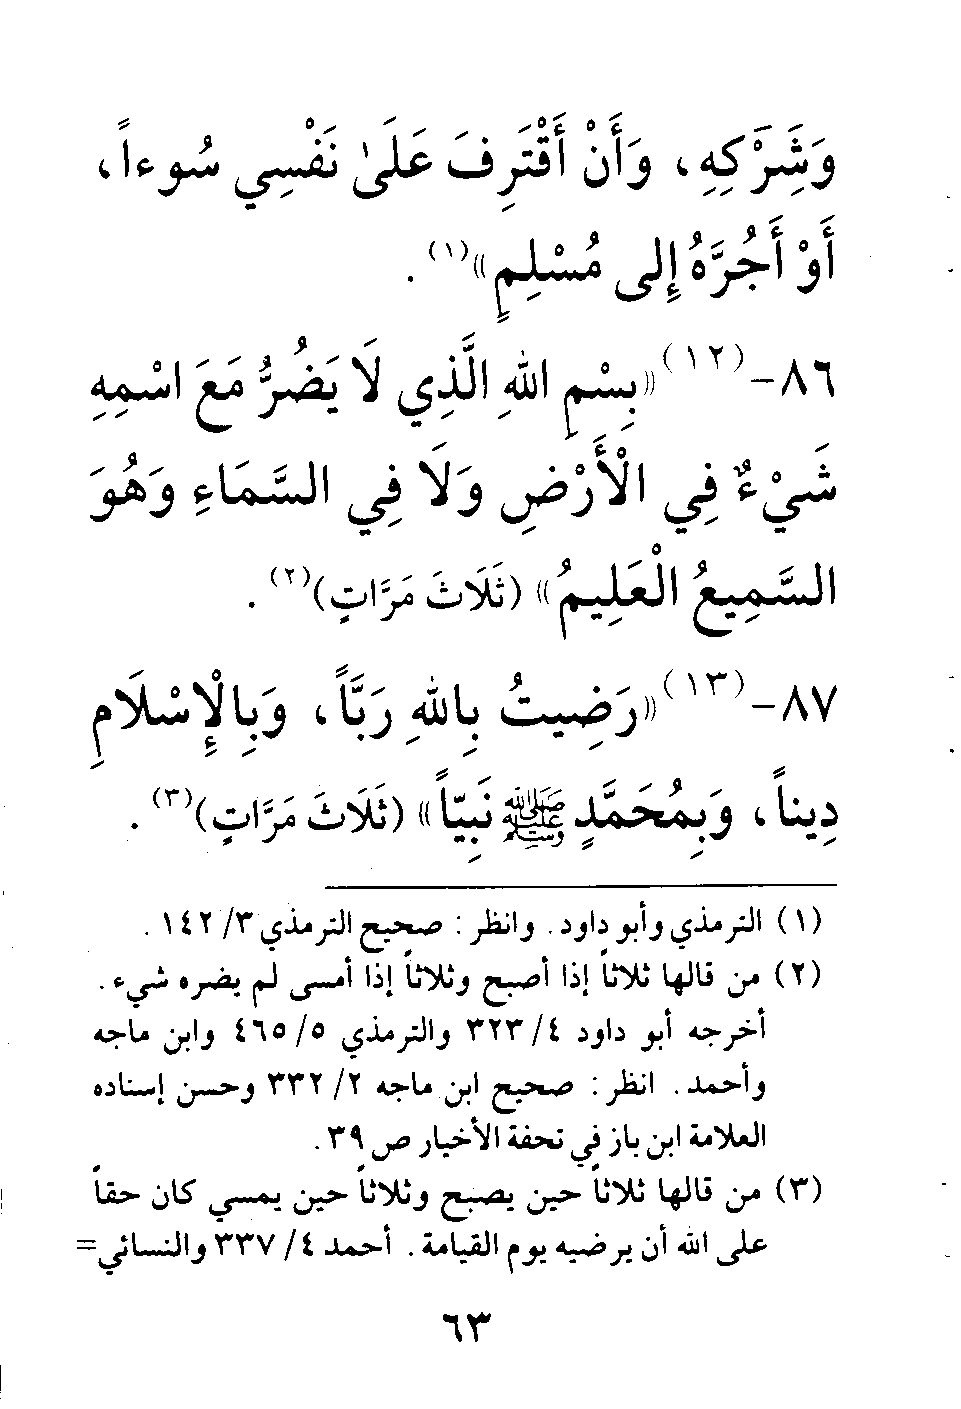 وَشَرَكِهِ، وَأَنْ أَقْتَرِفَ عَلَىٰ نَفْسِي سُوءاً،
أَوْ أَجُرَّهُ إِلى مُسْلِمٍ»(١) .
٨٦-(١٢) «بِسْمِ اللهِ الَّذِي لَا يَضُرُّ مَعَ اسْمِهِ
شَيْءٌ فِي الْأَرْضِ وَلَا فِي السَّمَاءِ وَهُوَ
السَّمِيعُ الْعَلِيمُ» (ثَلَاثَ مَرَّاتٍ)(٢) .
٨٧-(١٣) «رَضِيتُ بِاللهِ رَبَّاً، وَبِالْإِسْلَامِ
دِيناً، وَبِمُحَمَّدٍ ﷺ نَبِيّاً» (ثَلَاثَ مَرَّاتٍ)(٣) .
(١) الترمذي وأبو داود. وانظر: صحيح الترمذي ٣/ ١٤٢ .
(٢) من قالها ثلاثاً إذا أصبح وثلاثاً إذا أمسى لم يضره شيء.
أخرجه أبو داود ٤/ ٣٢٣ والترمذي ٥/ ٤٦٥ وابن ماجه
وأحمد. انظر: صحيح ابن ماجه ٢/ ٣٣٢ وحسن إسناده
العلامة ابن باز في تحفة الأخيار ص ٣٩.
(٣) من قالها ثلاثاً حين يصبح وثلاثاً حين يمسي كان حقاً
على الله أن يرضيه يوم القيامة. أحمد ٤/ ٣٣٧ والنسائي=
٦٣